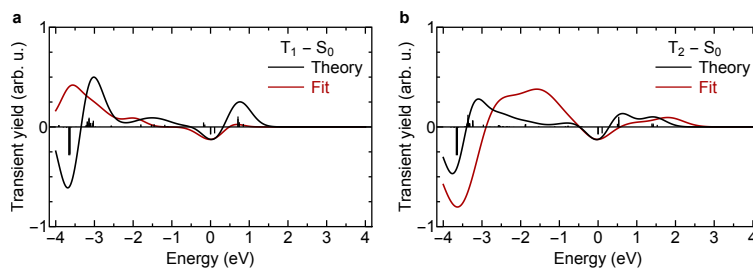 a
1
T1 – S0
Theory
Fit
0
−1
Transient yield (arb. u.)
−4 −3 −2 −1 0 1 2 3 4
Energy (eV)
b
1
T2 – S0
Theory
Fit
0
−1
Transient yield (arb. u.)
−4 −3 −2 −1 0 1 2 3 4
Energy (eV)